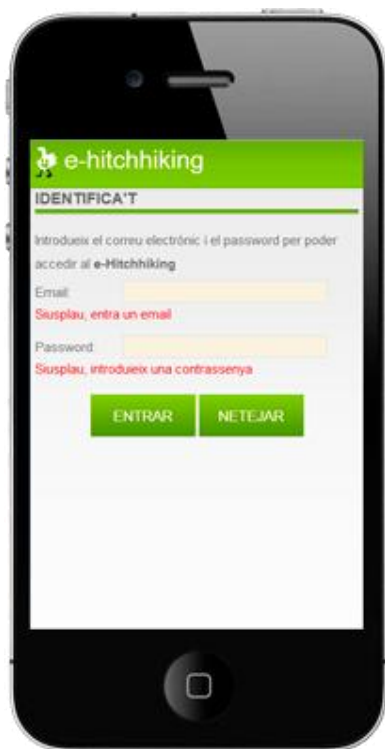 e-hitchhiking
IDENTIFICA'T
Introdueix el correu electrònic i el password per poder
accedir al e-Hitchhiking
Email:
Siusplau, entra un email
Password:
Siusplau, introdueix una contrassenya
ENTRAR NETEJAR